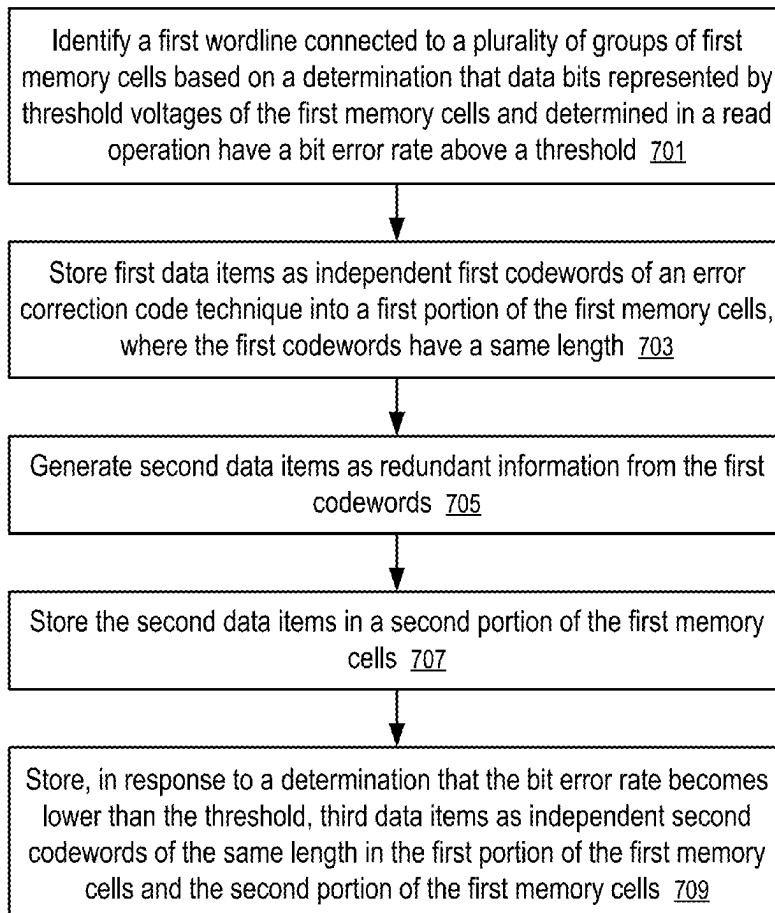 Identify a first wordline connected to a plurality of groups of first
memory cells based on a determination that data bits represented by
threshold voltages of the first memory cells and determined in a read
operation have a bit error rate above a threshold 701
Store first data items as independent first codewords of an error
correction code technique into a first portion of the first memory cells,
where the first codewords have a same length 703
Generate second data items as redundant information from the first
codewords 705
Store the second data items in a second portion of the first memory
cells 707
Store, in response to a determination that the bit error rate becomes
lower than the threshold, third data items as independent second
codewords of the same length in the first portion of the first memory
cells and the second portion of the first memory cells 709